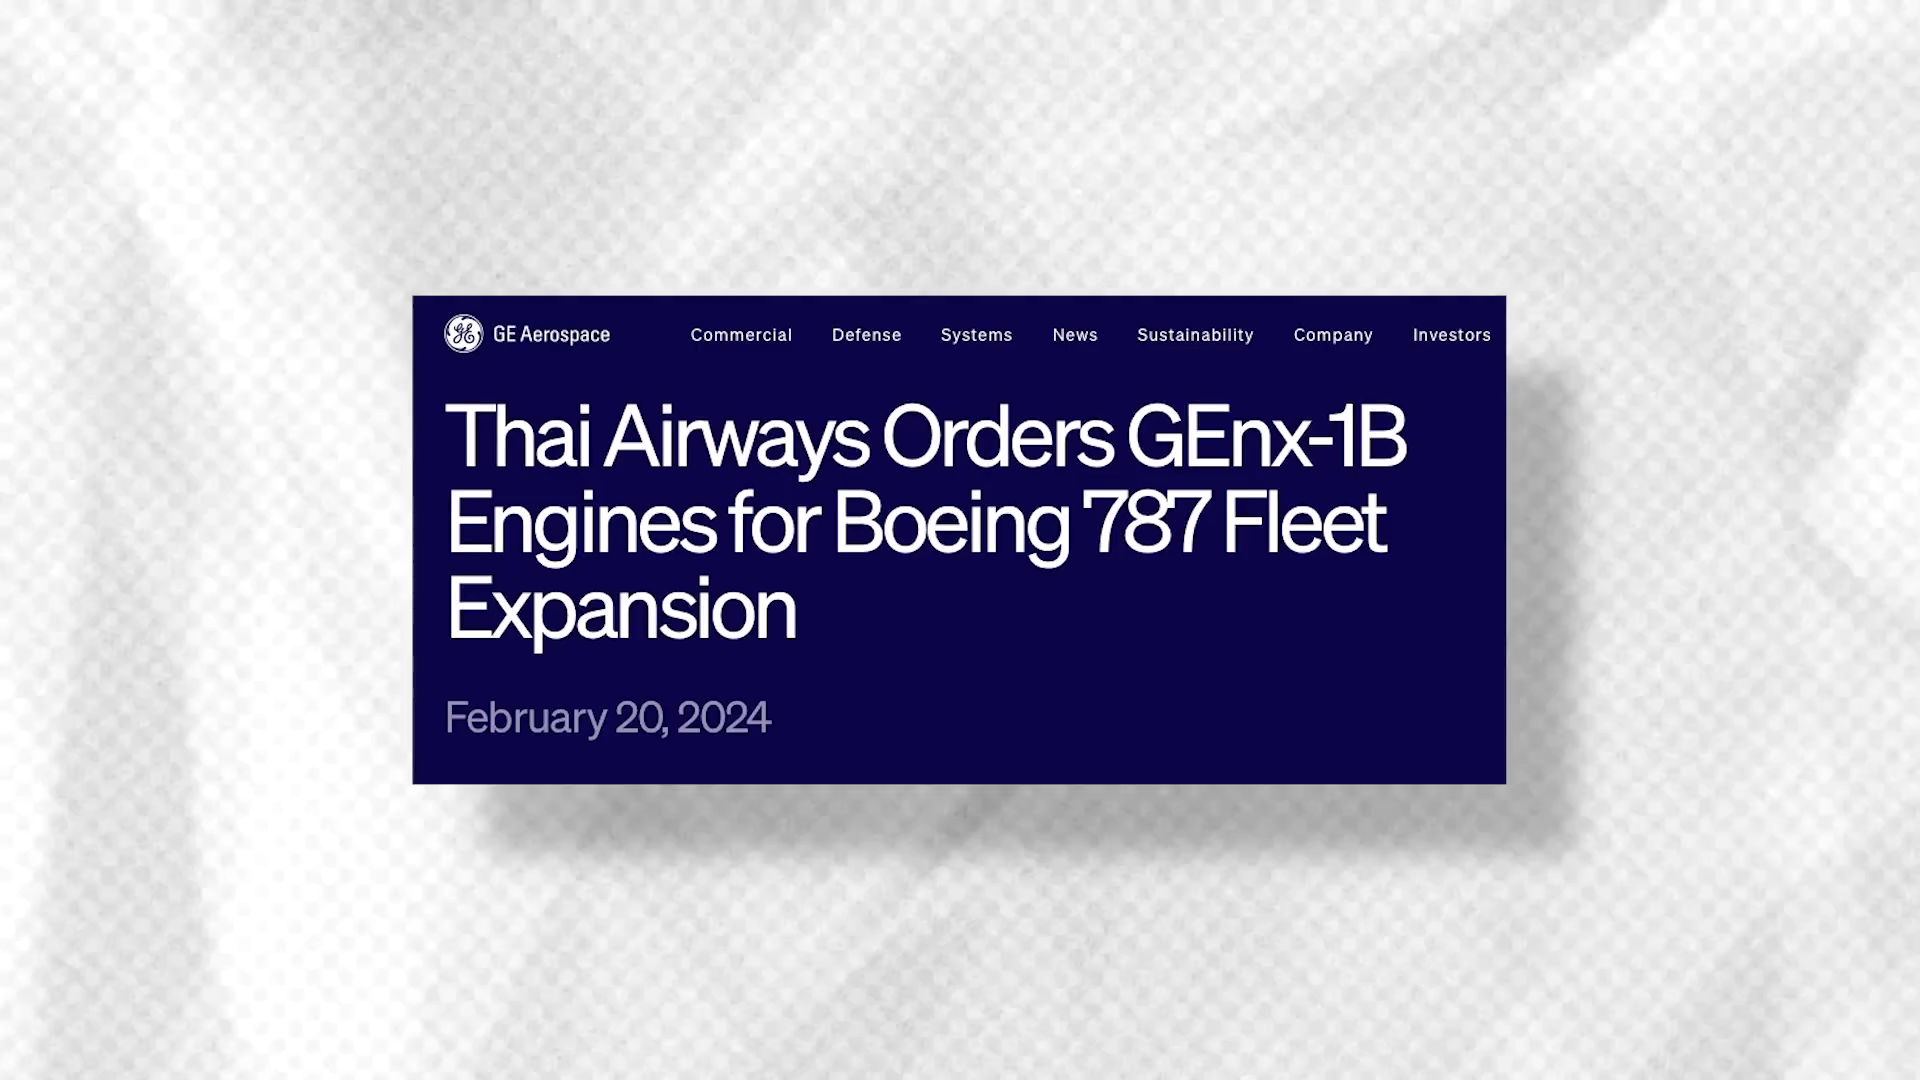 GE Aerospace Commercial Defense Systems News Sustainability Company Investors
Thai Airways Orders GEnx-1B
Engines for Boeing 787 Fleet
Expansion
February 20, 2024